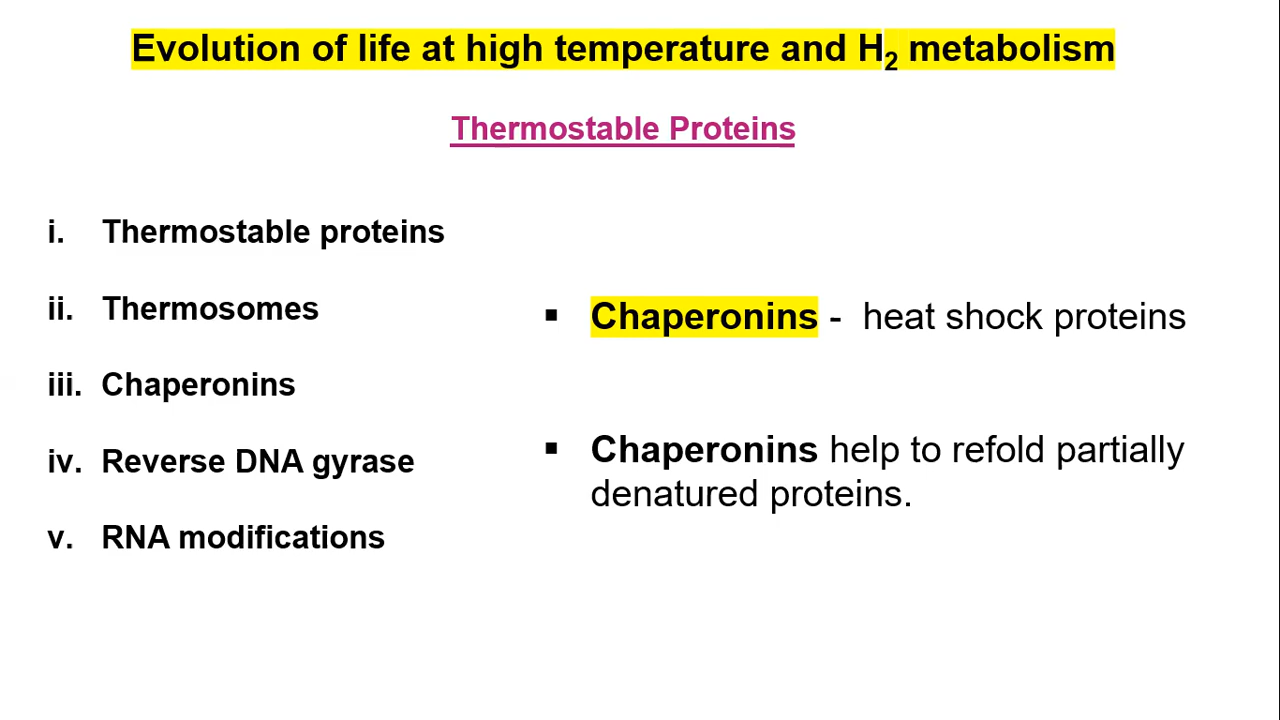 Evolution of life at high temperature and H₂ metabolism
Thermostable Proteins
i. Thermostable proteins
ii. Thermosomes
iii. Chaperonins
iv. Reverse DNA gyrase
v. RNA modifications
▪ Chaperonins - heat shock proteins
▪ Chaperonins help to refold partially
denatured proteins.